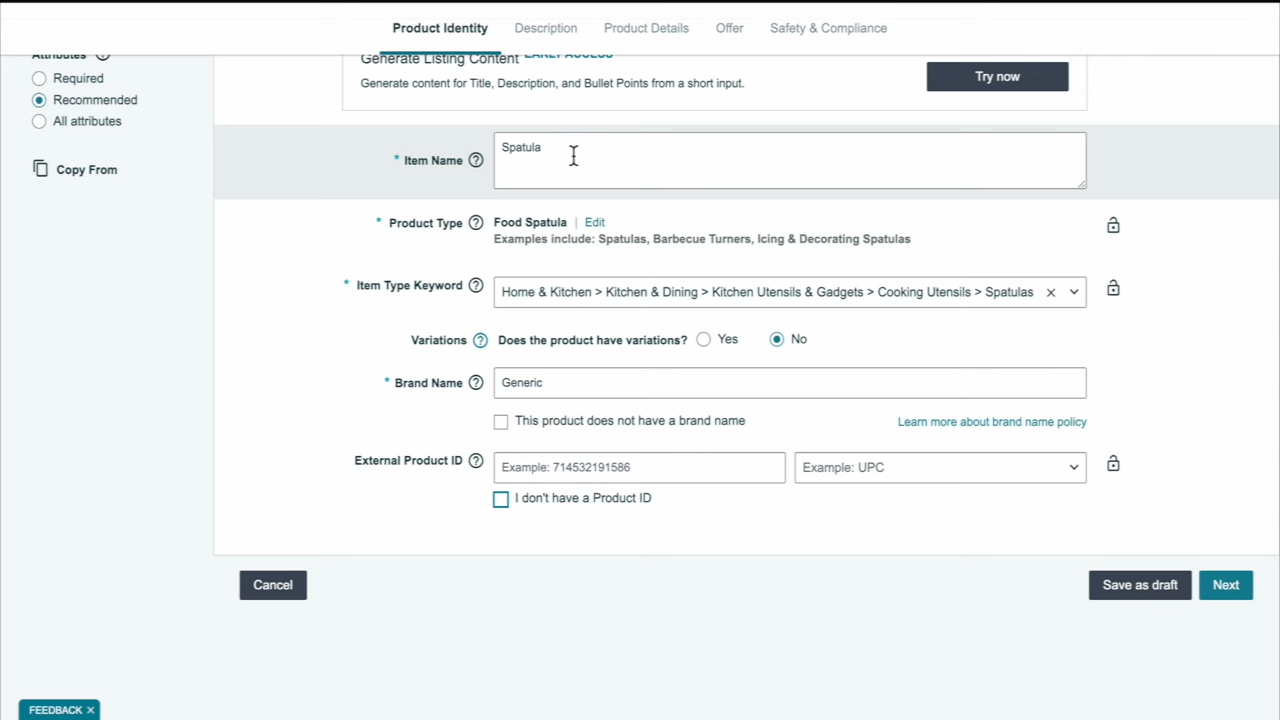 Product Identity
Description
Product Details
Offer
Safety & Compliance
Attributes
Required
Recommended
All attributes
Copy From
Generate Listing Content EARLY ACCESS
Generate content for Title, Description, and Bullet Points from a short input.
Try now
* Item Name
Spatula
* Product Type
Food Spatula | Edit
Examples include: Spatulas, Barbecue Turners, Icing & Decorating Spatulas
* Item Type Keyword
Home & Kitchen > Kitchen & Dining > Kitchen Utensils & Gadgets > Cooking Utensils > Spatulas
Variations
Does the product have variations? Yes No
* Brand Name
Generic
This product does not have a brand name
Learn more about brand name policy
External Product ID
Example: 714532191586
Example: UPC
I don't have a Product ID
Cancel
Save as draft
Next
FEEDBACK ×